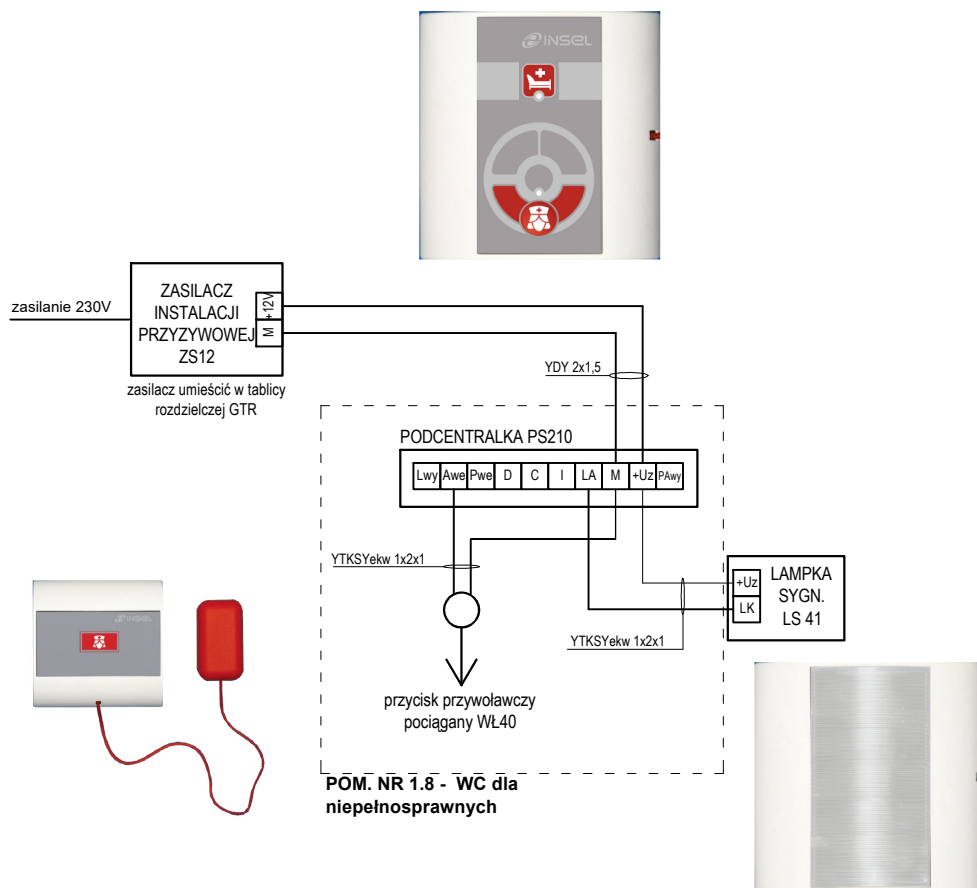 INSEL
zasilanie 230V
ZASILACZ
INSTALACJI
PRZYZYWOWEJ
ZS12
+12V
M
zasilacz umieścić w tablicy
rozdzielczej GTR
YDY 2x1,5
PODCENTRALKA PS210
Lwy Awe Pwe D C I LA M +Uz PAwy
YTKSYekw 1x2x1
+Uz
LK
LAMPKA
SYGN.
LS 41
YTKSYekw 1x2x1
INSEL
przycisk przywoławczy
pociągany WŁ40
POM. NR 1.8 - WC dla
niepełnosprawnych